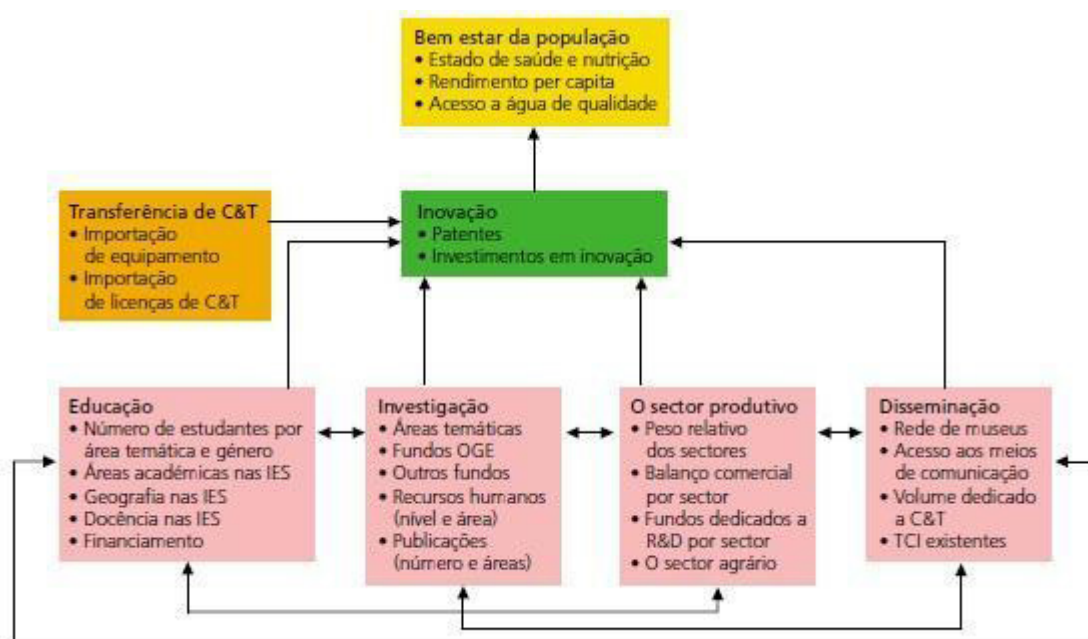 Bem estar da população
• Estado de saúde e nutrição
• Rendimento per capita
• Acesso a água de qualidade
Transferência de C&T
• Importação
de equipamento
• Importação
de licenças de C&T
Inovação
• Patentes
• Investimentos em inovação
Educação
• Número de estudantes por
área temática e género
• Áreas académicas nas IES
• Geografia nas IES
• Docência nas IES
• Financiamento
Investigação
• Áreas temáticas
• Fundos OGE
• Outros fundos
• Recursos humanos
(nível e área)
• Publicações
(número e áreas)
O sector produtivo
• Peso relativo
dos sectores
• Balanço comercial
por sector
• Fundos dedicados a
R&D por sector
• O sector agrário
Disseminação
• Rede de museus
• Acesso aos meios
de comunicação
• Volume dedicado
a C&T
• TCI existentes